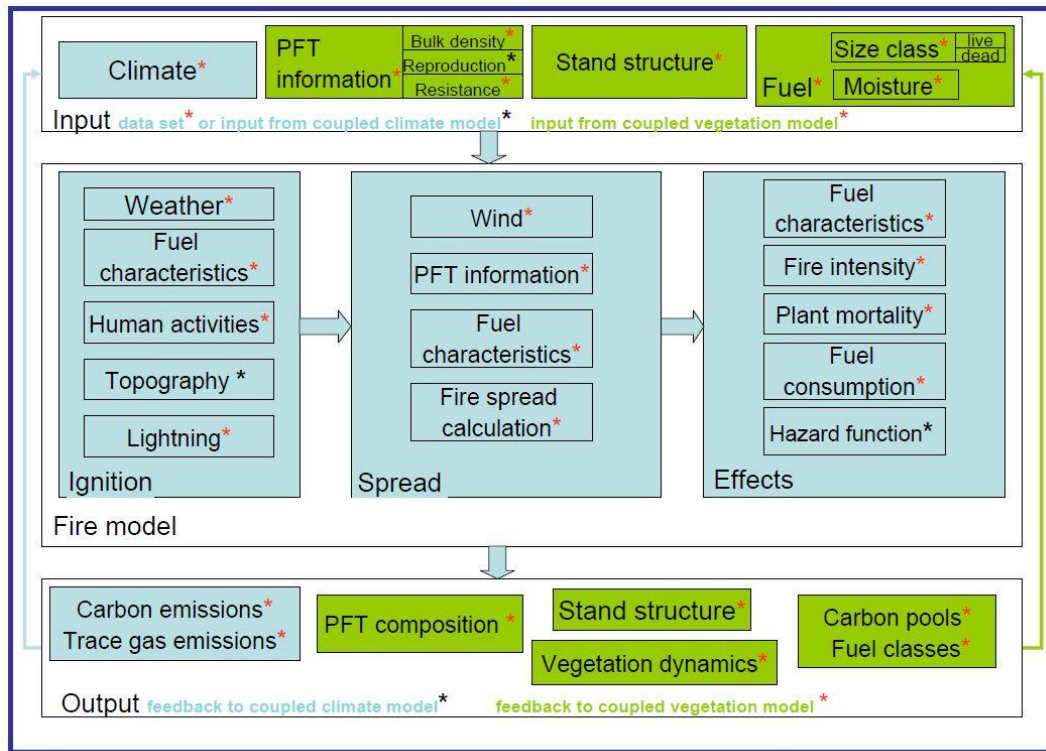 Climate*
PFT
information*
Bulk density*
Reproduction*
Resistance*
Stand structure*
Fuel*
Size class*
live
dead
Moisture*
Input data set* or input from coupled climate model* input from coupled vegetation model*
Weather*
Fuel
characteristics*
Human activities*
Topography *
Lightning*
Ignition
Wind*
PFT information*
Fuel
characteristics*
Fire spread
calculation*
Spread
Fuel
characteristics*
Fire intensity*
Plant mortality*
Fuel
consumption*
Hazard function*
Effects
Fire model
Carbon emissions*
Trace gas emissions*
PFT composition *
Stand structure*
Vegetation dynamics*
Carbon pools*
Fuel classes*
Output feedback to coupled climate model* feedback to coupled vegetation model *